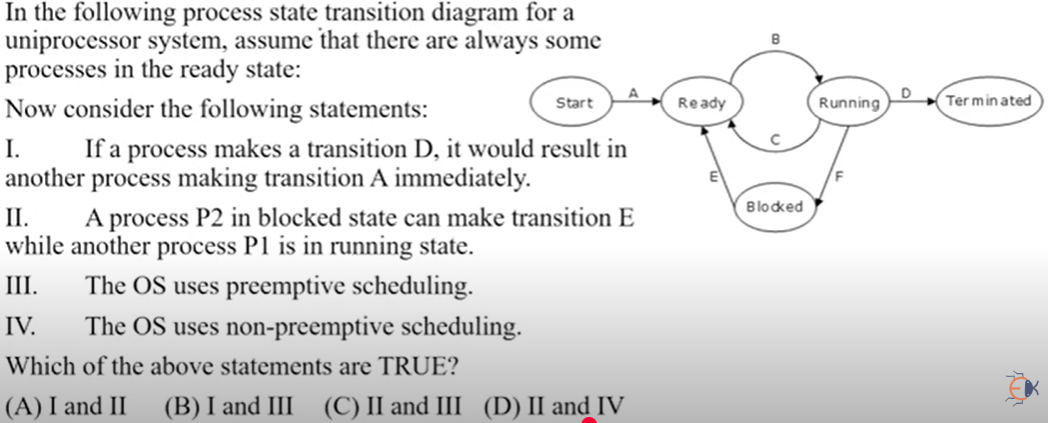 In the following process state transition diagram for a
uniprocessor system, assume that there are always some
processes in the ready state:
Now consider the following statements:
I. If a process makes a transition D, it would result in
another process making transition A immediately.
II. A process P2 in blocked state can make transition E
while another process P1 is in running state.
III. The OS uses preemptive scheduling.
IV. The OS uses non-preemptive scheduling.
Which of the above statements are TRUE?
(A) I and II (B) I and III (C) II and III (D) II and IV
B
Start A Ready Running D Terminated
C
E F
Blocked